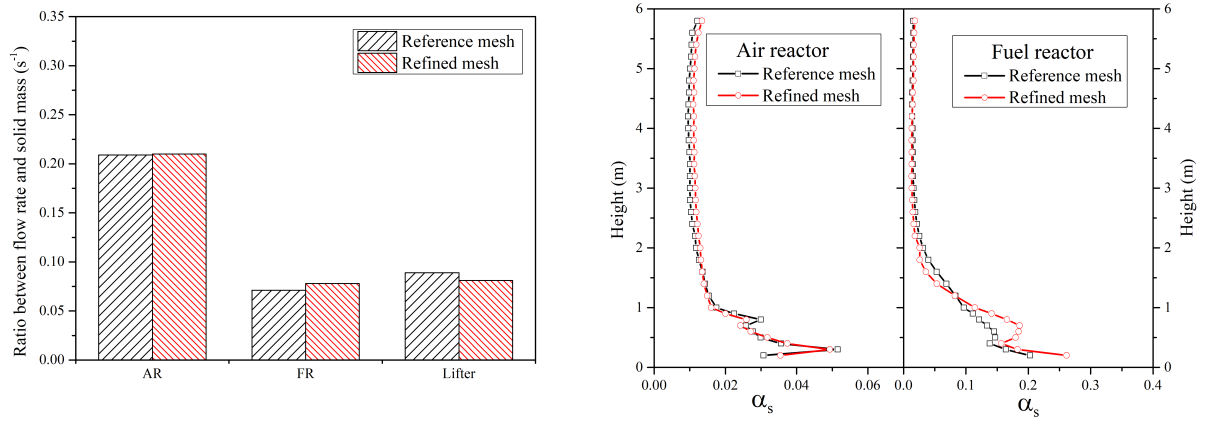 Ratio between flow rate and solid mass (s⁻¹)
0.35
0.30
0.25
0.20
0.15
0.10
0.05
0.00
Reference mesh
Refined mesh
AR
FR
Lifter
Height (m)
6
5
4
3
2
1
0
Air reactor
Reference mesh
Refined mesh
0.00
0.02
0.04
0.06
αₛ
Fuel reactor
Reference mesh
Refined mesh
0.0
0.1
0.2
0.3
0.4
αₛ
6
5
4
3
2
1
0
Height (m)